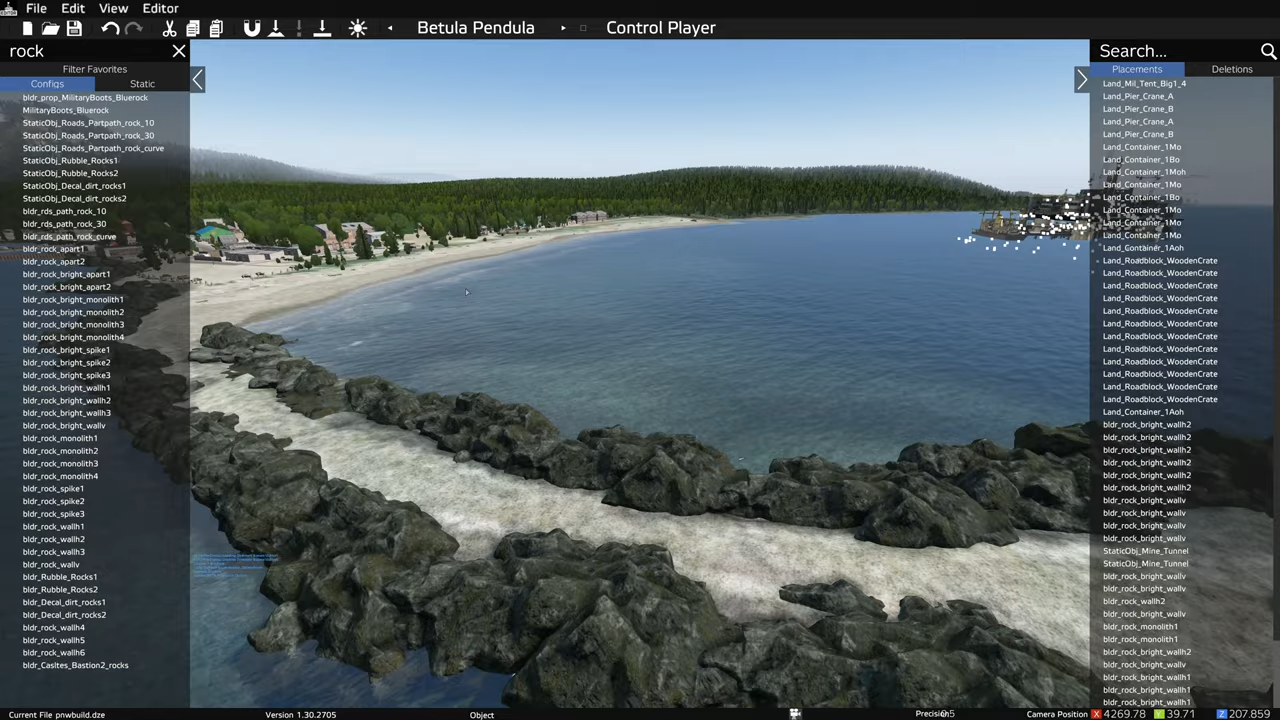 File Edit View Editor
Betula Pendula Control Player
rock
Filter Favorites
Configs Static
bldr_prop_MilitaryBoots_Bluerock
MilitaryBoots_Bluerock
StaticObj_Roads_Partpath_rock_10
StaticObj_Roads_Partpath_rock_30
StaticObj_Roads_Partpath_rock_curve
StaticObj_Rubble_Rocks1
StaticObj_Rubble_Rocks2
StaticObj_Decal_dirt_rocks1
StaticObj_Decal_dirt_rocks2
bldr_rds_path_rock_10
bldr_rds_path_rock_30
bldr_rds_path_rock_curve
bldr_rock_apart1
bldr_rock_apart2
bldr_rock_bright_apart1
bldr_rock_bright_apart2
bldr_rock_bright_monolith1
bldr_rock_bright_monolith2
bldr_rock_bright_monolith3
bldr_rock_bright_monolith4
bldr_rock_bright_spike1
bldr_rock_bright_spike2
bldr_rock_bright_spike3
bldr_rock_bright_wallh1
bldr_rock_bright_wallh2
bldr_rock_bright_wallh3
bldr_rock_bright_wallv
bldr_rock_monolith1
bldr_rock_monolith2
bldr_rock_monolith3
bldr_rock_monolith4
bldr_rock_spike1
bldr_rock_spike2
bldr_rock_spike3
bldr_rock_wallh1
bldr_rock_wallh2
bldr_rock_wallh3
bldr_rock_wallv
bldr_Rubble_Rocks1
bldr_Rubble_Rocks2
bldr_Decal_dirt_rocks1
bldr_Decal_dirt_rocks2
bldr_rock_wallh4
bldr_rock_wallh5
bldr_rock_wallh6
bldr_Casltes_Bastion2_rocks
Search...
Placements Deletions
Land_Mil_Tent_Big1_4
Land_Pier_Crane_A
Land_Pier_Crane_B
Land_Pier_Crane_A
Land_Pier_Crane_B
Land_Container_1Mo
Land_Container_1Bo
Land_Container_1Moh
Land_Container_1Mo
Land_Container_1Bo
Land_Container_1Mo
Land_Container_1Mo
Land_Container_1Mo
Land_Container_1Aoh
Land_Roadblock_WoodenCrate
Land_Roadblock_WoodenCrate
Land_Roadblock_WoodenCrate
Land_Roadblock_WoodenCrate
Land_Roadblock_WoodenCrate
Land_Roadblock_WoodenCrate
Land_Roadblock_WoodenCrate
Land_Roadblock_WoodenCrate
Land_Roadblock_WoodenCrate
Land_Roadblock_WoodenCrate
Land_Roadblock_WoodenCrate
Land_Roadblock_WoodenCrate
Land_Container_1Aoh
bldr_rock_bright_wallh2
bldr_rock_bright_wallh2
bldr_rock_bright_wallh2
bldr_rock_bright_wallh2
bldr_rock_bright_wallh2
bldr_rock_bright_wallh2
bldr_rock_bright_wallv
bldr_rock_bright_wallv
bldr_rock_bright_wallv
bldr_rock_bright_wallv
StaticObj_Mine_Tunnel
StaticObj_Mine_Tunnel
bldr_rock_bright_wallv
bldr_rock_bright_wallv
bldr_rock_wallh2
bldr_rock_bright_wallv
bldr_rock_monolith1
bldr_rock_monolith1
bldr_rock_bright_wallh2
bldr_rock_bright_wallv
bldr_rock_bright_wallh1
bldr_rock_bright_wallh1
bldr_rock_bright_wallh1
Current File pnwbuild.dze Version 1.30.2705 Object Precision Camera Position X 4269.78 Y 39.71 Z 207.859